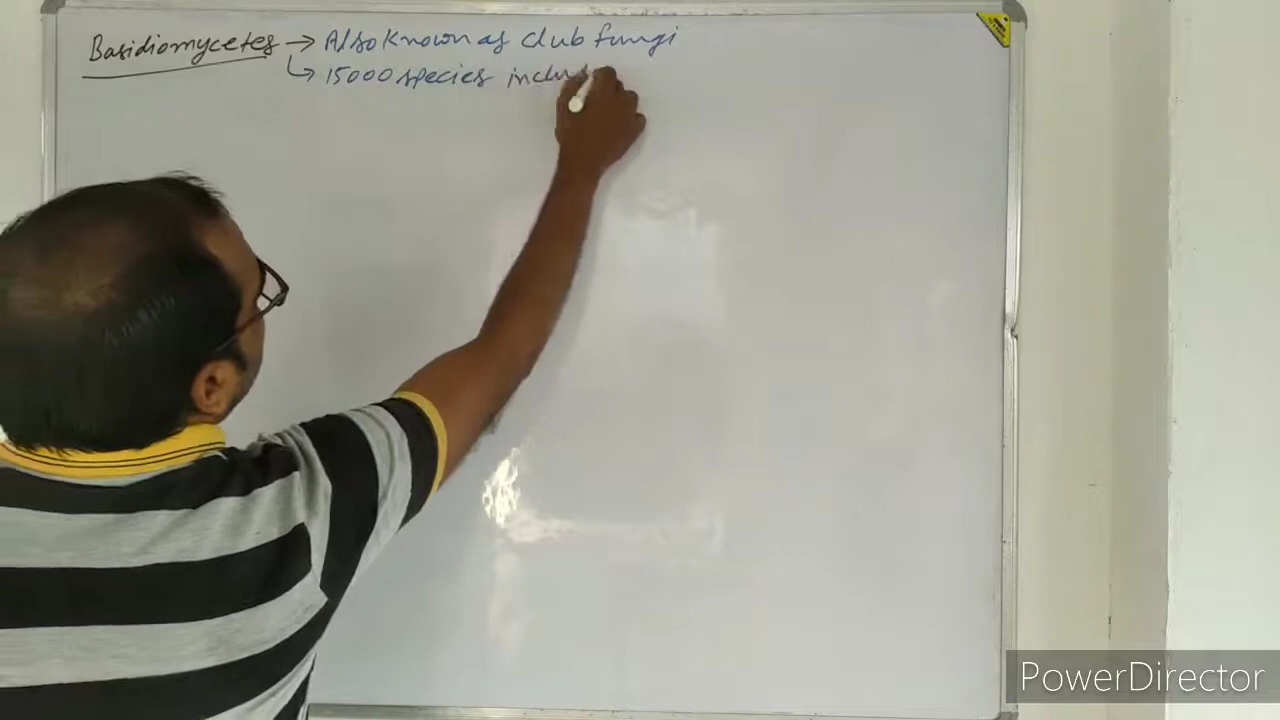 Basidiomycetes → Also known as club fungi
↳ 15000 species
PowerDirector